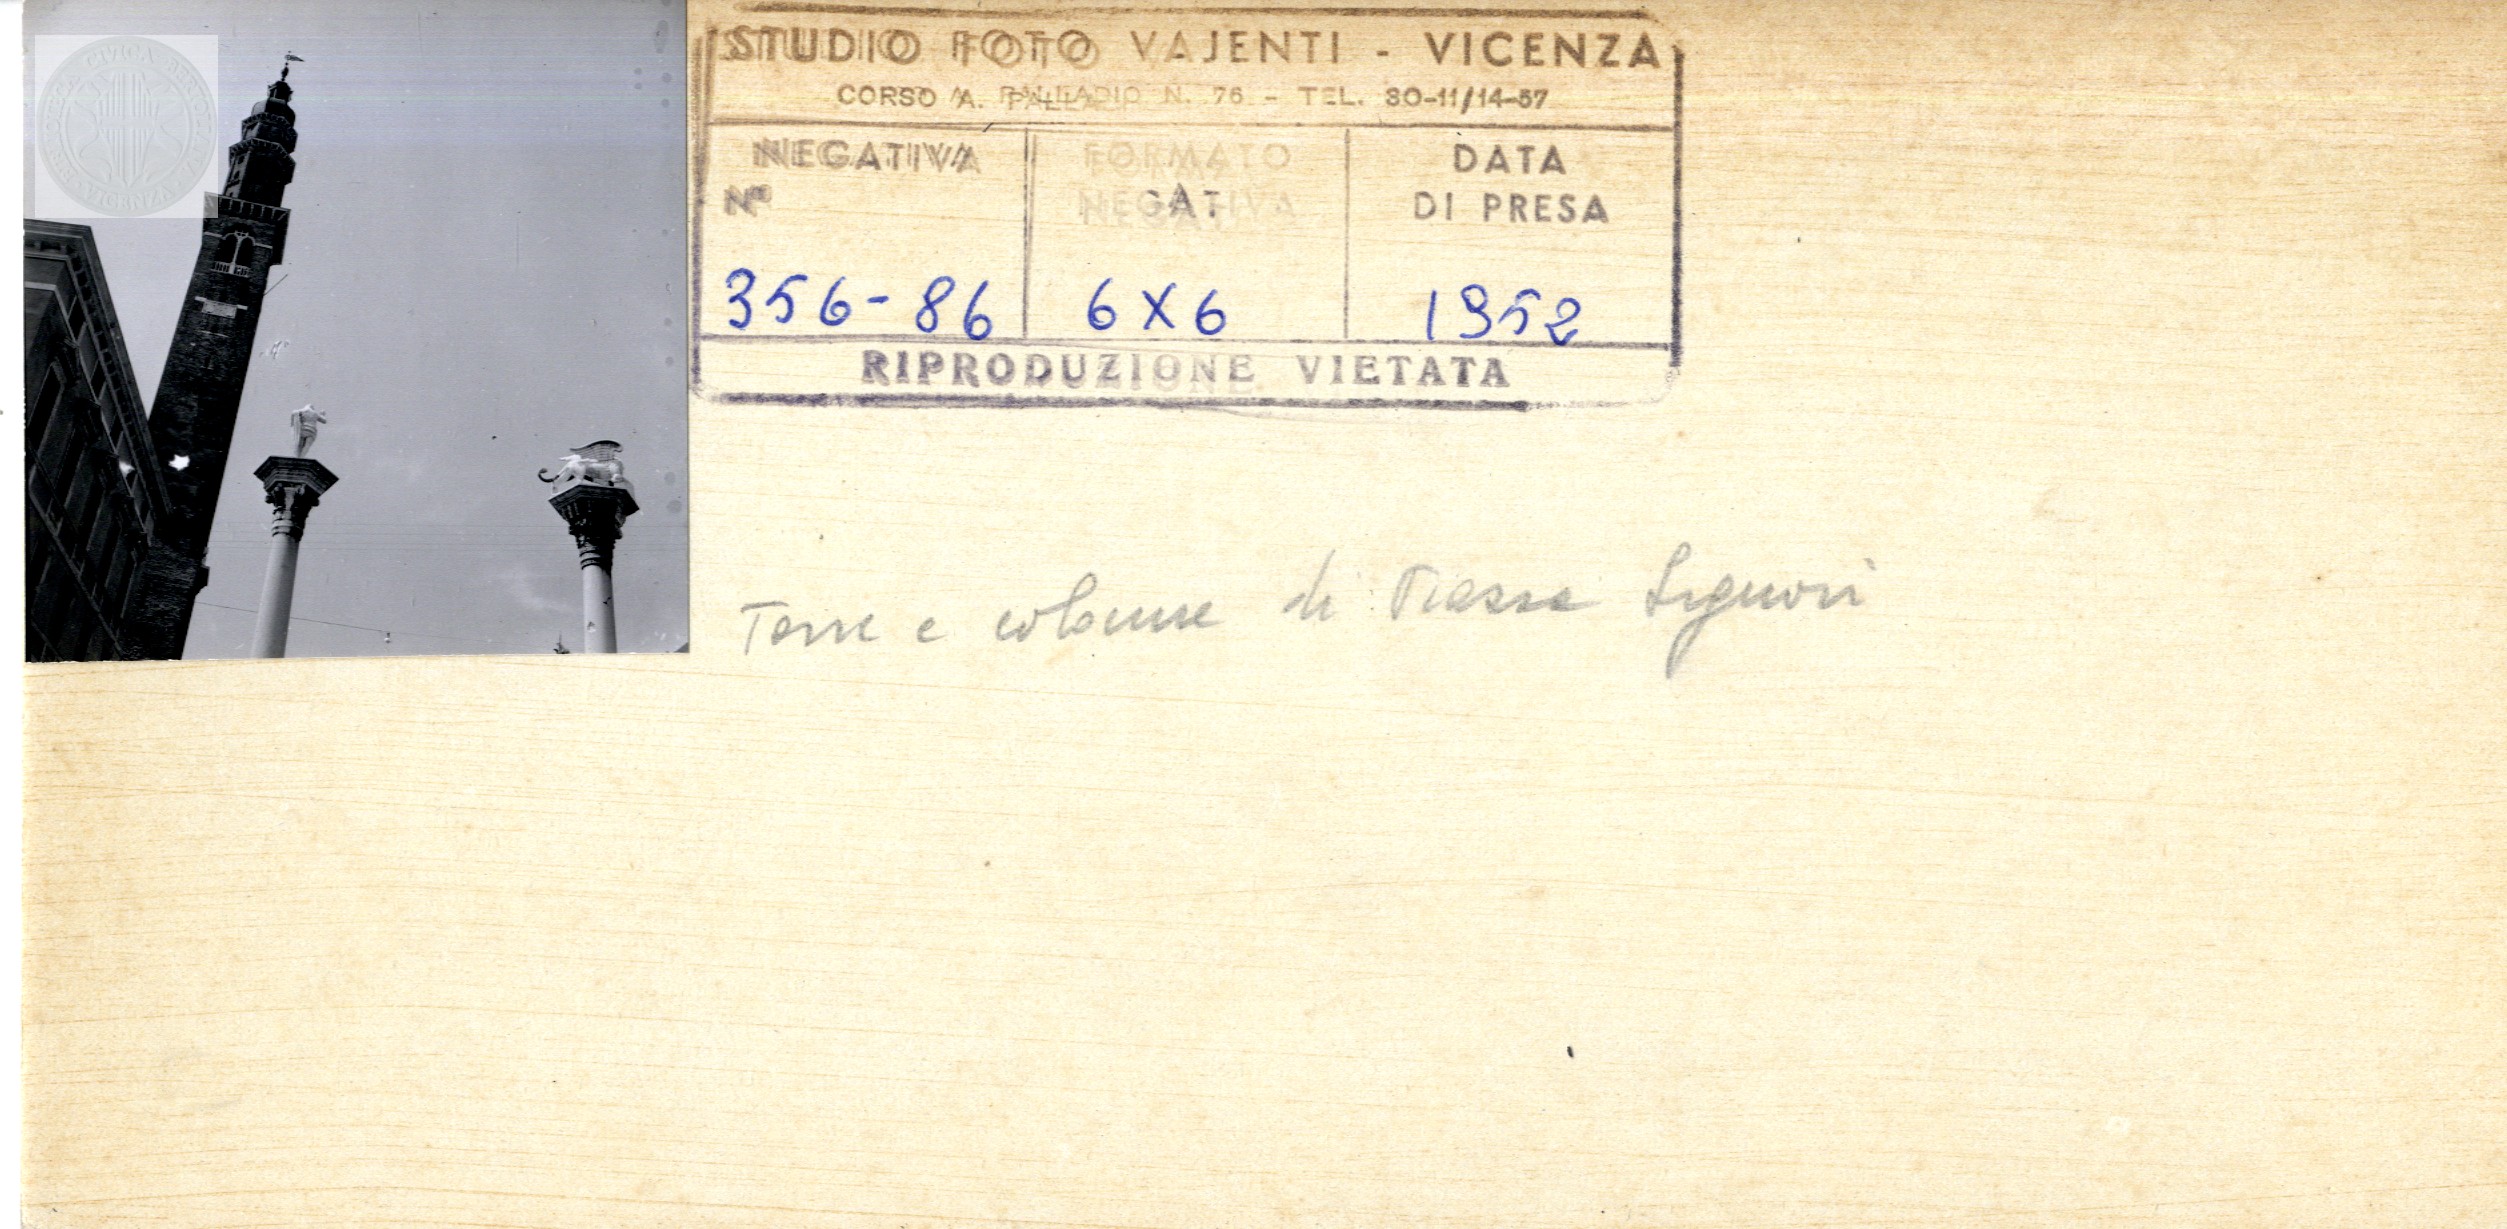 STUDIO FOTO VAJENTI - VICENZA
CORSO A. PALLADIO N. 76 - TEL. 30-11/14-57
NEGATIVA
N°
FORMATO
NEGATIVA
DATA
DI PRESA
356-86
6x6
1952
RIPRODUZIONE VIETATA
Torre e colonne di Piazza Signori